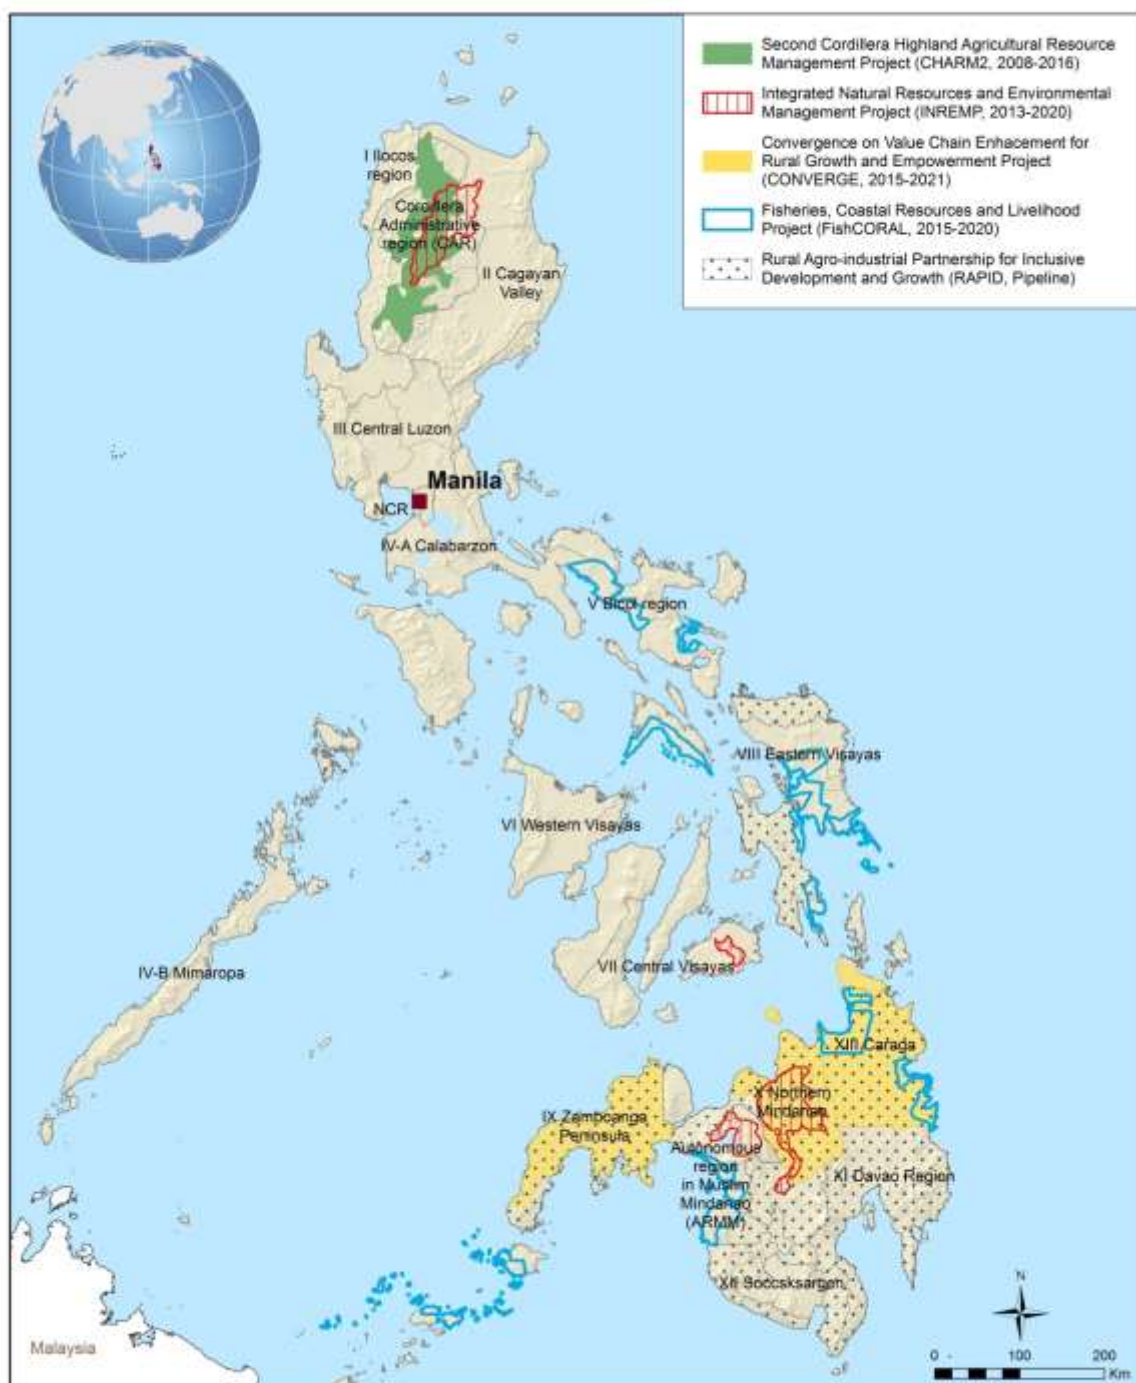 Second Cordillera Highland Agricultural Resource
Management Project (CHARM2, 2008-2016)
Integrated Natural Resources and Environmental
Management Project (INREMP, 2013-2020)
Convergence on Value Chain Enhacement for
Rural Growth and Empowerment Project
(CONVERGE, 2015-2021)
Fisheries, Coastal Resources and Livelihood
Project (FishCORAL, 2015-2020)
Rural Agro-industrial Partnership for Inclusive
Development and Growth (RAPID, Pipeline)
I Ilocos
region
Cordillera
Administrative
region (CAR)
II Cagayan
Valley
III Central Luzon
Manila
NCR
IV-A Calabarzon
V Bicol region
VIII Eastern Visayas
VI Western Visayas
IV-B Mimaropa
VII Central Visayas
XIII Caraga
X Northern
Mindanao
IX Zamboanga
Peninsula
Autonomous
region
in Muslim
Mindanao
(ARMM)
XI Davao Region
XII Soccsksargen
Malaysia
N
0 - 100 200
Km